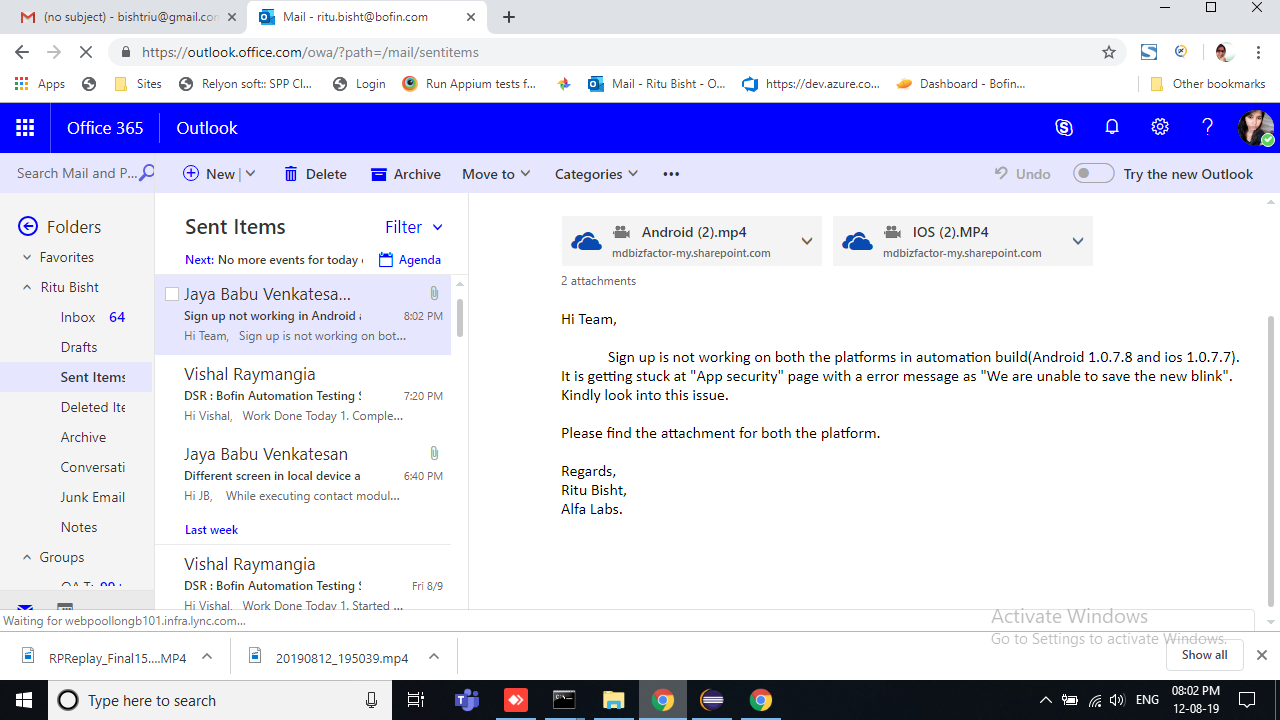 (no subject) - bishtriu@gmail.con
Mail - ritu.bisht@bofin.com
https://outlook.office.com/owa/?path=/mail/sentitems
Apps
Sites
Relyon soft:: SPP Cl...
Login
Run Appium tests f...
Mail - Ritu Bisht - O...
https://dev.azure.co...
Dashboard - Bofin...
Other bookmarks
Office 365
Outlook
Search Mail and P...
New
Delete
Archive
Move to
Categories
Undo
Try the new Outlook
Folders
Favorites
Ritu Bisht
Inbox 64
Drafts
Sent Items
Deleted Ite
Archive
Conversati
Junk Email
Notes
Groups
Sent Items
Filter
Next: No more events for today
Agenda
Jaya Babu Venkatesa...
Sign up not working in Android
8:02 PM
Hi Team, Sign up is not working on bot...
Vishal Raymangia
DSR : Bofin Automation Testing
7:20 PM
Hi Vishal, Work Done Today 1. Comple...
Jaya Babu Venkatesan
Different screen in local device a
6:40 PM
Hi JB, While executing contact modul...
Last week
Vishal Raymangia
DSR : Bofin Automation Testing
Fri 8/9
Hi Vishal, Work Done Today 1. Started ...
Android (2).mp4
mdbizfactor-my.sharepoint.com
IOS (2).MP4
mdbizfactor-my.sharepoint.com
2 attachments
Hi Team,
Sign up is not working on both the platforms in automation build(Android 1.0.7.8 and ios 1.0.7.7).
It is getting stuck at "App security" page with a error message as "We are unable to save the new blink".
Kindly look into this issue.
Please find the attachment for both the platform.
Regards,
Ritu Bisht,
Alfa Labs.
Waiting for webpoollongb101.infra.lync.com...
Activate Windows
Go to Settings to activate Windows.
RPReplay_Final15....MP4
20190812_195039.mp4
Show all
Type here to search
ENG
08:02 PM
12-08-19